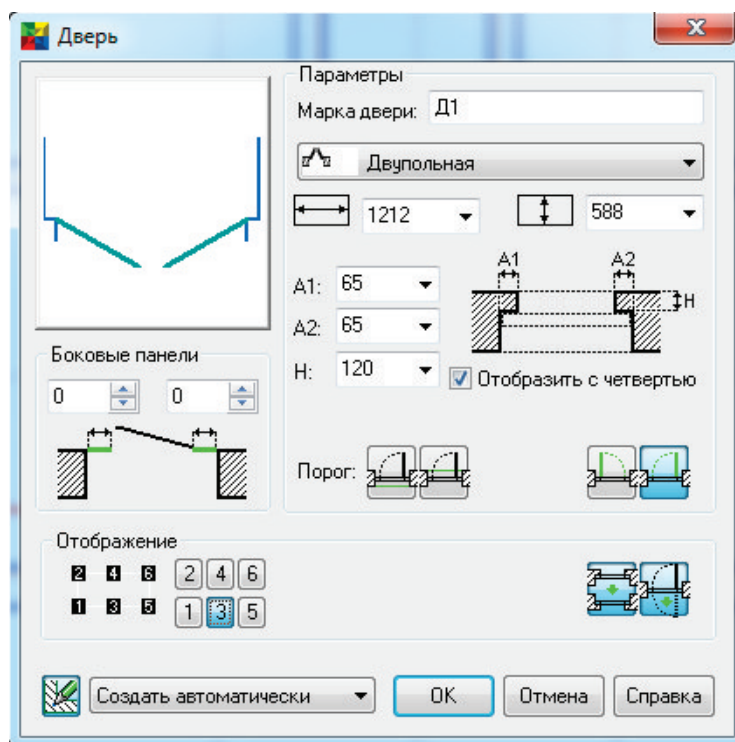 Дверь
x
Параметры
Марка двери: Д1
Двупольная
1212 588
A1: 65
A2: 65
H: 120
A1 A2
H
Отобразить с четвертью
Боковые панели
0 0
Порог:
Отображение
2 4 6 2 4 6
1 3 5 1 3 5
Создать автоматически OK Отмена Справка